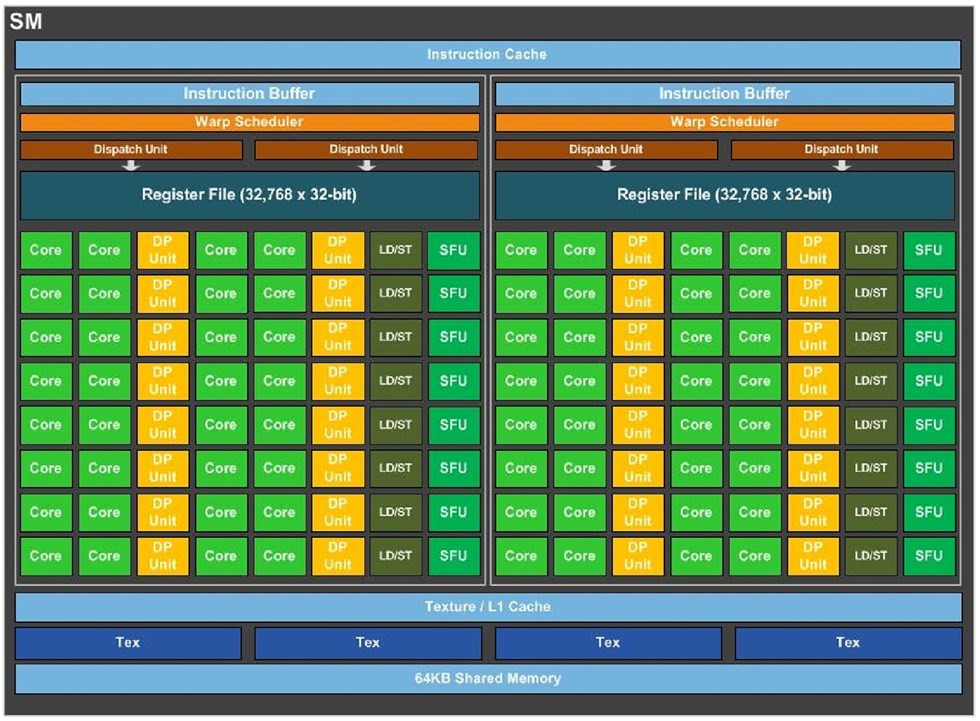 SM
Instruction Cache
Instruction Buffer Instruction Buffer
Warp Scheduler Warp Scheduler
Dispatch Unit Dispatch Unit Dispatch Unit Dispatch Unit
Register File (32,768 x 32-bit) Register File (32,768 x 32-bit)
Core Core DP Unit Core Core DP Unit LD/ST SFU Core Core DP Unit Core Core DP Unit LD/ST SFU
Core Core DP Unit Core Core DP Unit LD/ST SFU Core Core DP Unit Core Core DP Unit LD/ST SFU
Core Core DP Unit Core Core DP Unit LD/ST SFU Core Core DP Unit Core Core DP Unit LD/ST SFU
Core Core DP Unit Core Core DP Unit LD/ST SFU Core Core DP Unit Core Core DP Unit LD/ST SFU
Core Core DP Unit Core Core DP Unit LD/ST SFU Core Core DP Unit Core Core DP Unit LD/ST SFU
Core Core DP Unit Core Core DP Unit LD/ST SFU Core Core DP Unit Core Core DP Unit LD/ST SFU
Core Core DP Unit Core Core DP Unit LD/ST SFU Core Core DP Unit Core Core DP Unit LD/ST SFU
Core Core DP Unit Core Core DP Unit LD/ST SFU Core Core DP Unit Core Core DP Unit LD/ST SFU
Texture / L1 Cache
Tex Tex Tex Tex
64KB Shared Memory